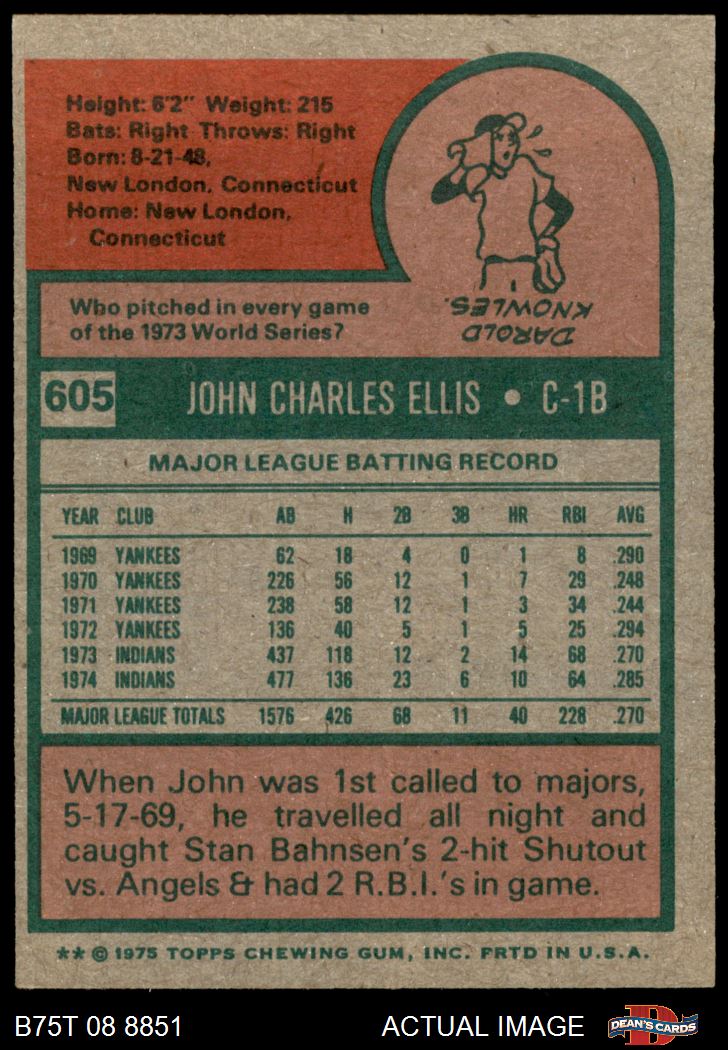 Height: 6'2" Weight: 215
Bats: Right Throws: Right
Born: 8-21-48,
New London, Connecticut
Home: New London,
Connecticut
Who pitched in every game
of the 1973 World Series?
DAROLD
KNOWLES.
605 JOHN CHARLES ELLIS • C-1B
MAJOR LEAGUE BATTING RECORD
YEAR CLUB AB H 2B 3B HR RBI AVG
1969 YANKEES 62 18 4 0 1 8 .290
1970 YANKEES 226 56 12 1 7 29 .248
1971 YANKEES 238 58 12 1 3 34 .244
1972 YANKEES 136 40 5 1 5 25 .294
1973 INDIANS 437 118 12 2 14 68 .270
1974 INDIANS 477 136 23 6 10 64 .285
MAJOR LEAGUE TOTALS 1576 426 68 11 40 228 .270
When John was 1st called to majors,
5-17-69, he travelled all night and
caught Stan Bahnsen's 2-hit Shutout
vs. Angels & had 2 R.B.I.'s in game.
** © 1975 TOPPS CHEWING GUM, INC. PRTD IN U.S.A.
B75T 08 8851 ACTUAL IMAGE D DEAN'S CARDS